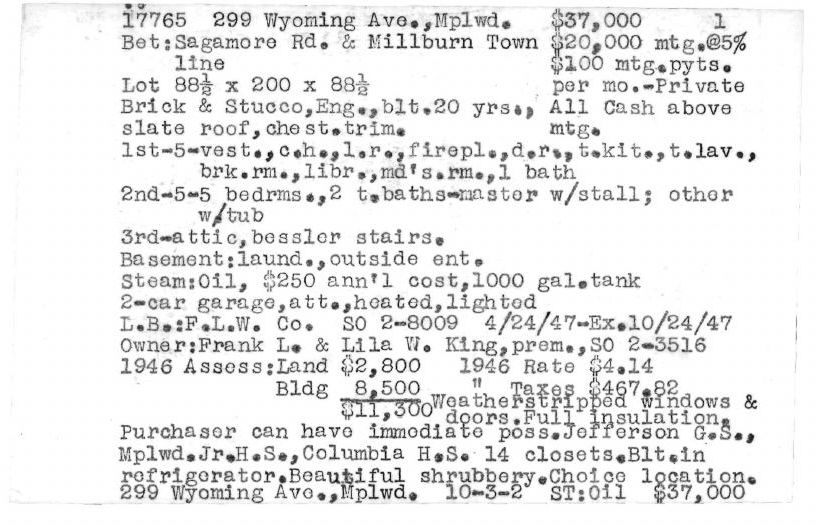 17765 299 Wyoming Ave.,Mplwd. $37,000 1
Bet:Sagamore Rd. & Millburn Town $20,000 mtg.@5%
line $100 mtg.pyts.
Lot 88½ x 200 x 88½ per mo.-Private
Brick & Stucco,Eng.,blt.20 yrs., All Cash above
slate roof,chest.trim. mtg.
1st-5-vest.,c.h.,l.r.,firepl.,d.r.,t.kit.,t.lav.,
brk.rm.,libr.,md's.rm.,1 bath
2nd-5-5 bedrms.,2 t.baths-master w/stall; other
w/tub
3rd-attic,bessler stairs.
Basement:laund.,outside ent.
Steam:Oil, $250 ann'l cost,1000 gal.tank
2-car garage,att.,heated,lighted
L.B.:F.L.W. Co. SO 2-8009 4/24/47-Ex.10/24/47
Owner:Frank L. & Lila W. King,prem.,SO 2-3516
1946 Assess:Land $2,800 1946 Rate $4.14
Bldg 8,500 " Taxes $467.82
$11,300 Weatherstripped windows &
doors.Full insulation.
Purchaser can have immediate poss.Jefferson G.S.,
Mplwd.Jr.H.S.,Columbia H.S. 14 closets.Blt.in
refrigerator.Beautiful shrubbery.Choice location.
299 Wyoming Ave.,Mplwd. 10-3-2 ST:Oil $37,000